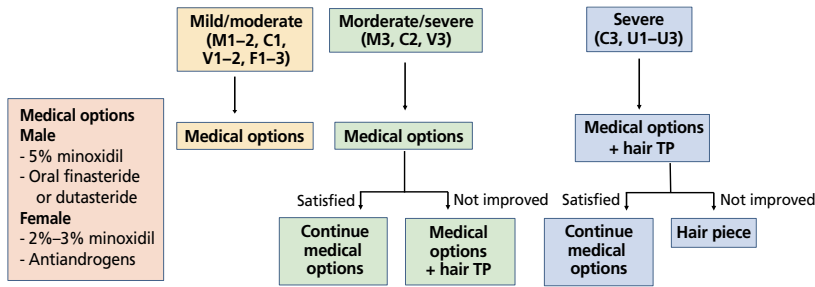 Mild/moderate
(M1–2, C1,
V1–2, F1–3)
Morderate/severe
(M3, C2, V3)
Severe
(C3, U1–U3)
Medical options
Male
- 5% minoxidil
- Oral finasteride
or dutasteride
Female
- 2%–3% minoxidil
- Antiandrogens
Medical options
Medical options
Medical options
+ hair TP
Satisfied
Not improved
Satisfied
Not improved
Continue
medical
options
Medical
options
+ hair TP
Continue
medical
options
Hair piece